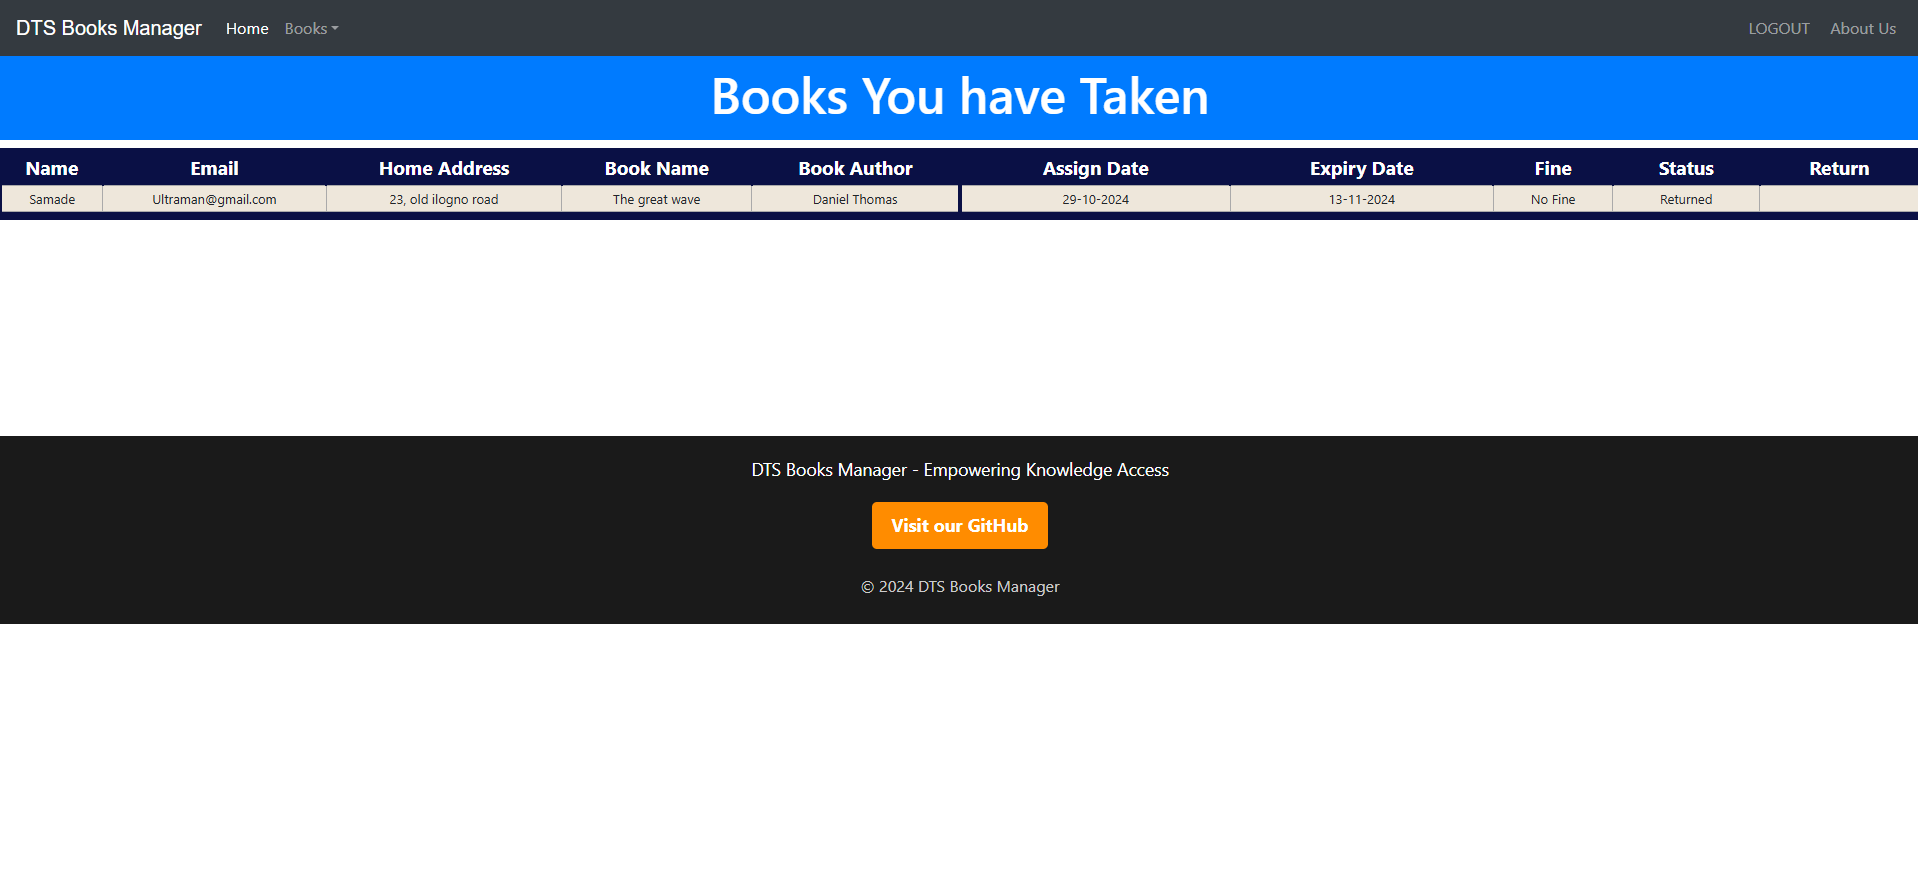 DTS Books Manager Home Books LOGOUT About Us
Books You have Taken
Name Email Home Address Book Name Book Author Assign Date Expiry Date Fine Status Return
Samade Ultraman@gmail.com 23, old ilogno road The great wave Daniel Thomas 29-10-2024 13-11-2024 No Fine Returned
DTS Books Manager - Empowering Knowledge Access
Visit our GitHub
© 2024 DTS Books Manager